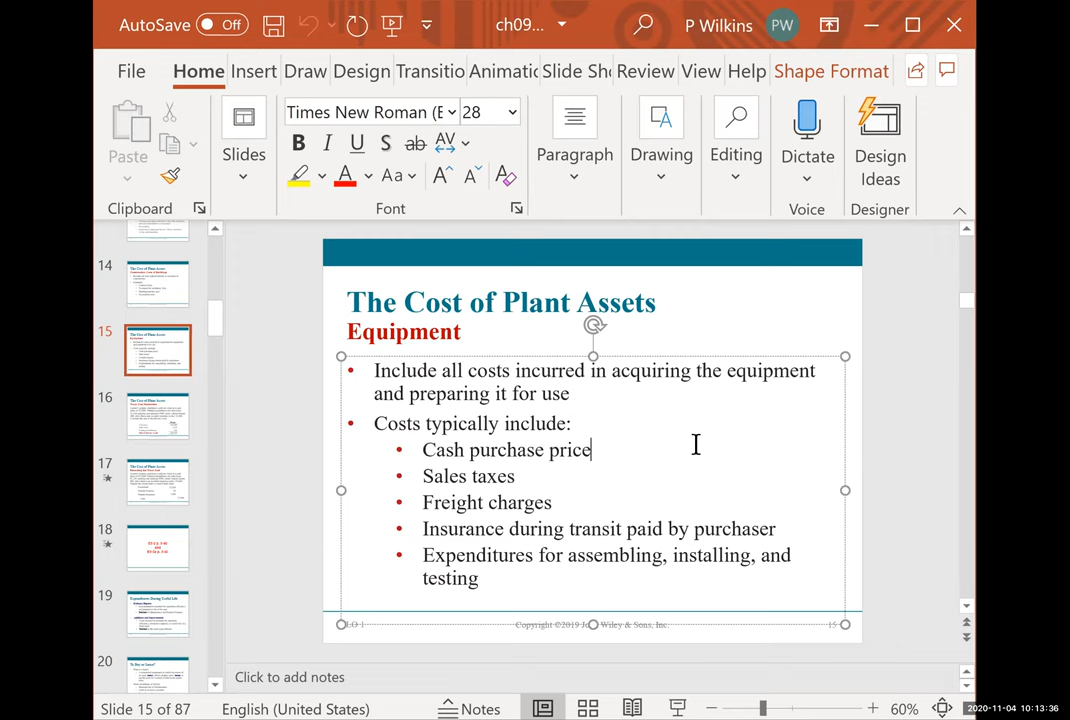 AutoSave Off ch09... P Wilkins PW
File Home Insert Draw Design Transitio Animatic Slide Sh Review View Help Shape Format
Paste Slides Times New Roman (E 28 Paragraph Drawing Editing Dictate Design Ideas
B I U S ab AV
A Aa A A A
Clipboard Font Voice Designer
14
15
16
17
18
19
20
The Cost of Plant Assets
Equipment
• Include all costs incurred in acquiring the equipment
and preparing it for use
• Costs typically include:
• Cash purchase price
• Sales taxes
• Freight charges
• Insurance during transit paid by purchaser
• Expenditures for assembling, installing, and
testing
LO 1 Copyright ©2019 Wiley & Sons, Inc. 15
Click to add notes
Slide 15 of 87 English (United States) Notes 60%
2020-11-04 10:13:36